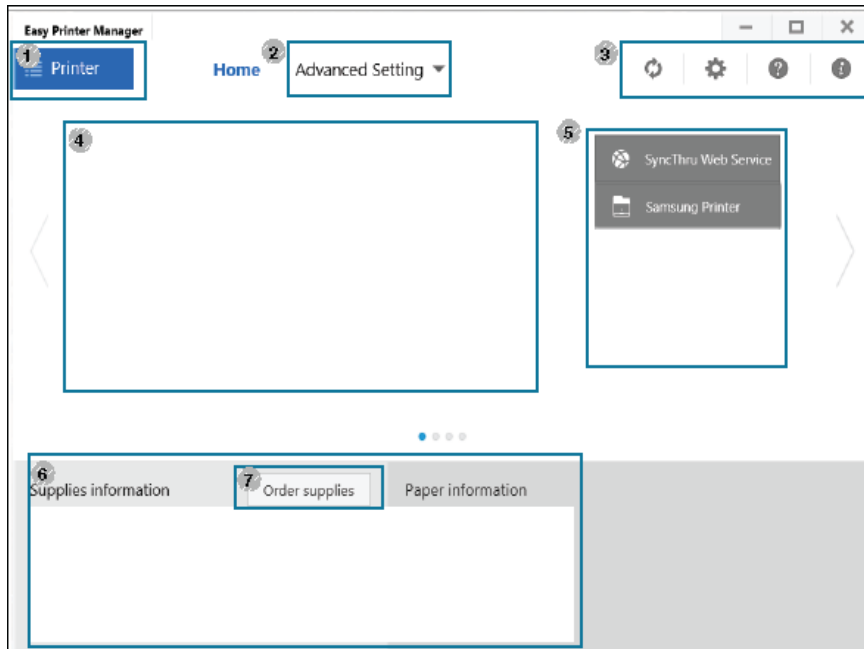 Easy Printer Manager
1
Printer
Home
2
Advanced Setting
3
4
5
SyncThru Web Service
Samsung Printer
6
Supplies information
7
Order supplies
Paper information